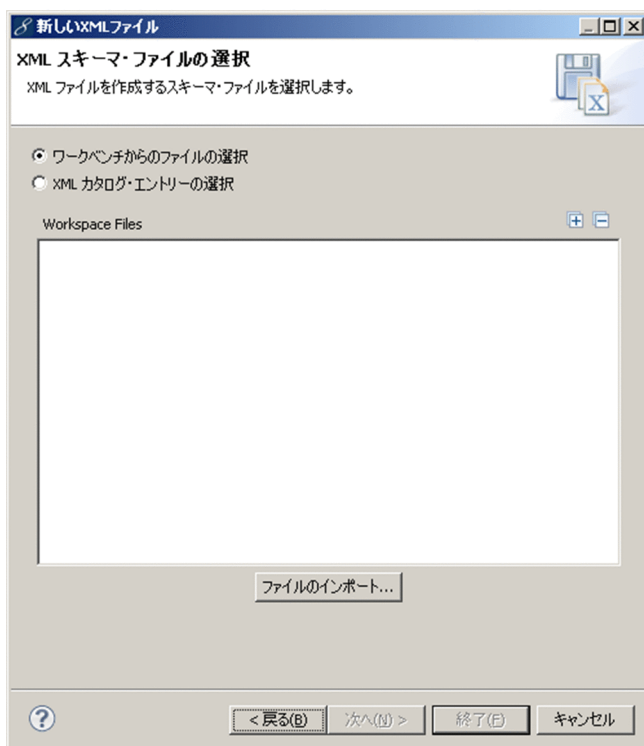 新しいXMLファイル
XML スキーマ・ファイルの選択
XML ファイルを作成するスキーマ・ファイルを選択します。
ワークベンチからのファイルの選択
XML カタログ・エントリーの選択
Workspace Files
ファイルのインポート...
< 戻る(B)
次へ(N) >
終了(F)
キャンセル